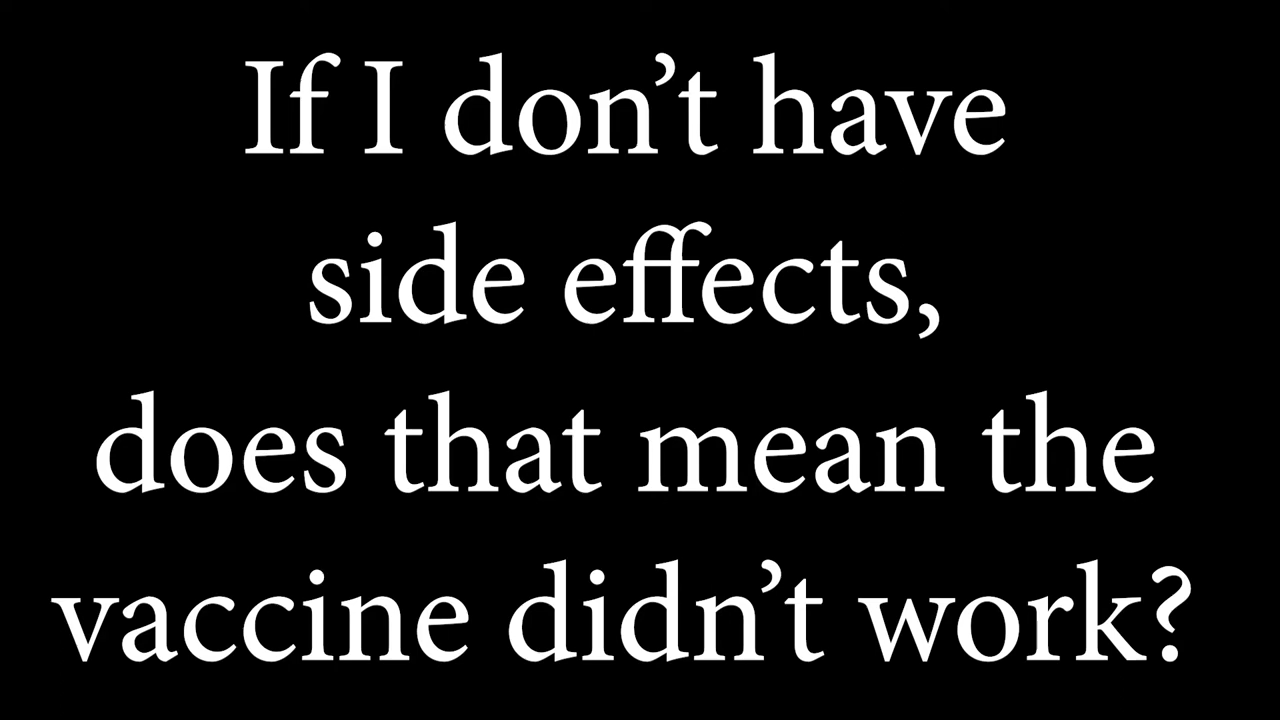 If I don’t have
side effects,
does that mean the
vaccine didn’t work?